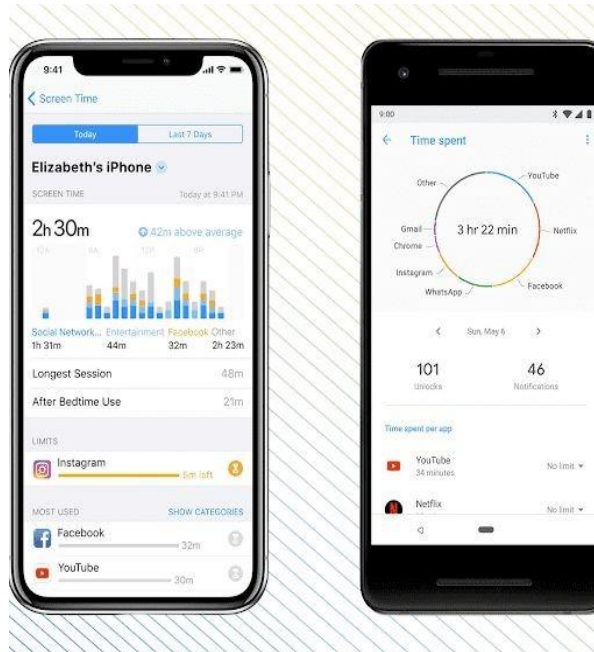 9:41
Screen Time
Today Last 7 Days
Elizabeth's iPhone
SCREEN TIME Today at 9:41 PM
2h 30m 42m above average
12A 6A 12P 6P
Social Network... Entertainment Facebook Other
1h 31m 44m 32m 2h 23m
Longest Session 48m
After Bedtime Use 21m
LIMITS
Instagram
5m left
MOST USED SHOW CATEGORIES
Facebook
32m
YouTube
30m
9:00
Time spent
Other YouTube
Gmail 3 hr 22 min Netflix
Chrome
Instagram
WhatsApp Facebook
Sun, May 6
101 46
Unlocks Notifications
Time spent per app
YouTube
34 minutes No limit
Netflix
No limit